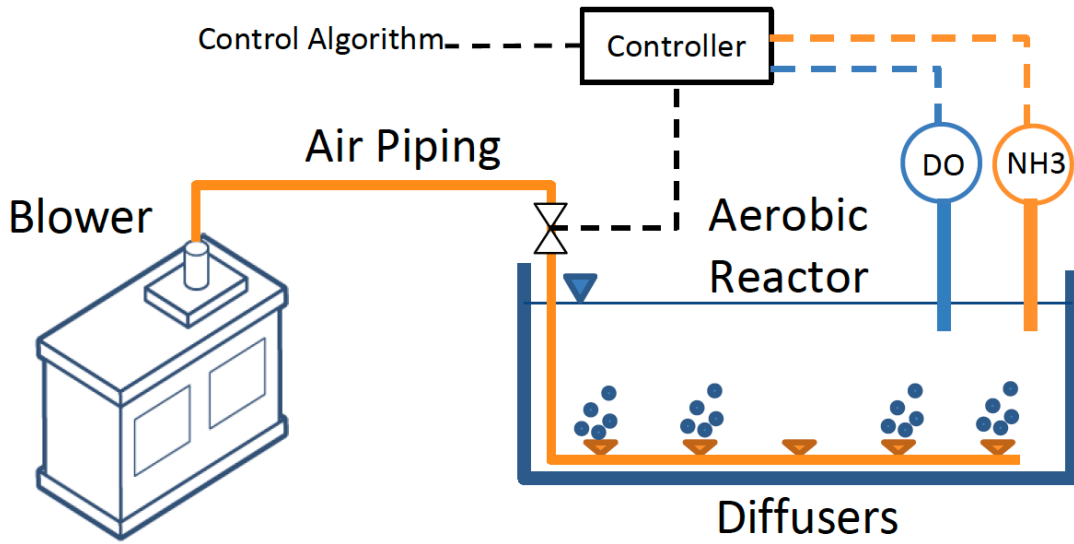 Control Algorithm
Controller
Air Piping
DO
NH3
Blower
Aerobic
Reactor
Diffusers